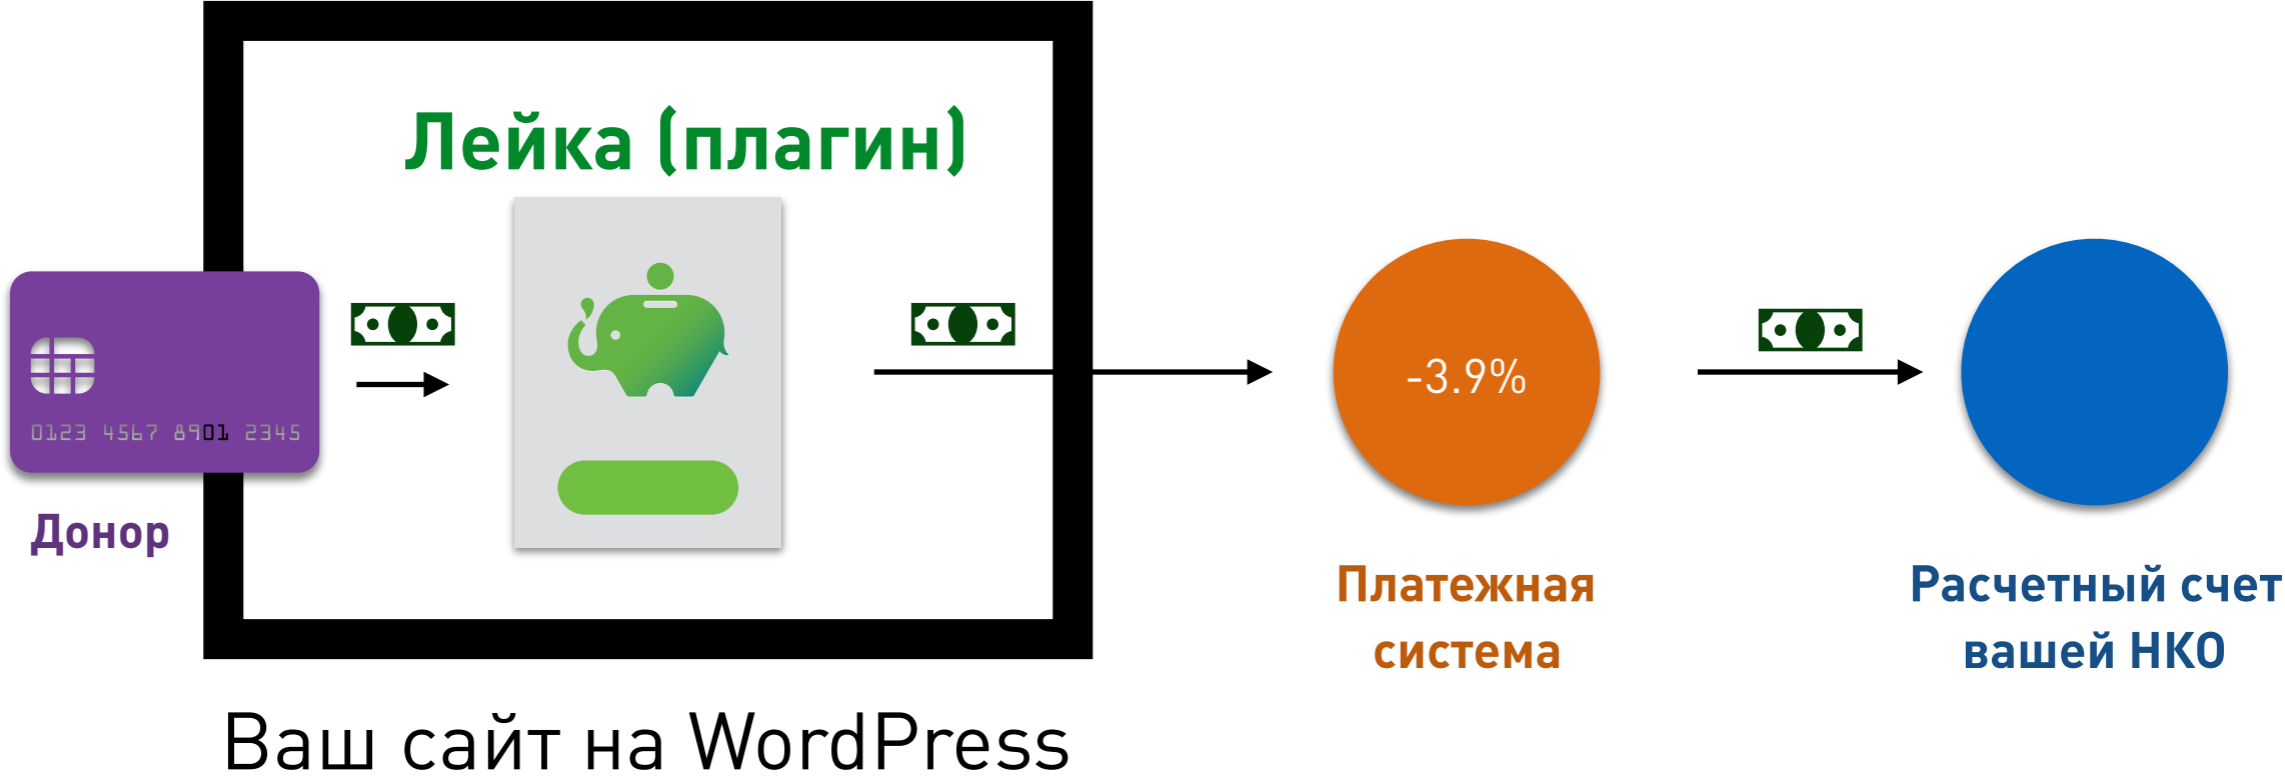 Лейка (плагин)
0123 4567 8901 2345
Донор
-3.9%
Платежная
система
Расчетный счет
вашей НКО
Ваш сайт на WordPress